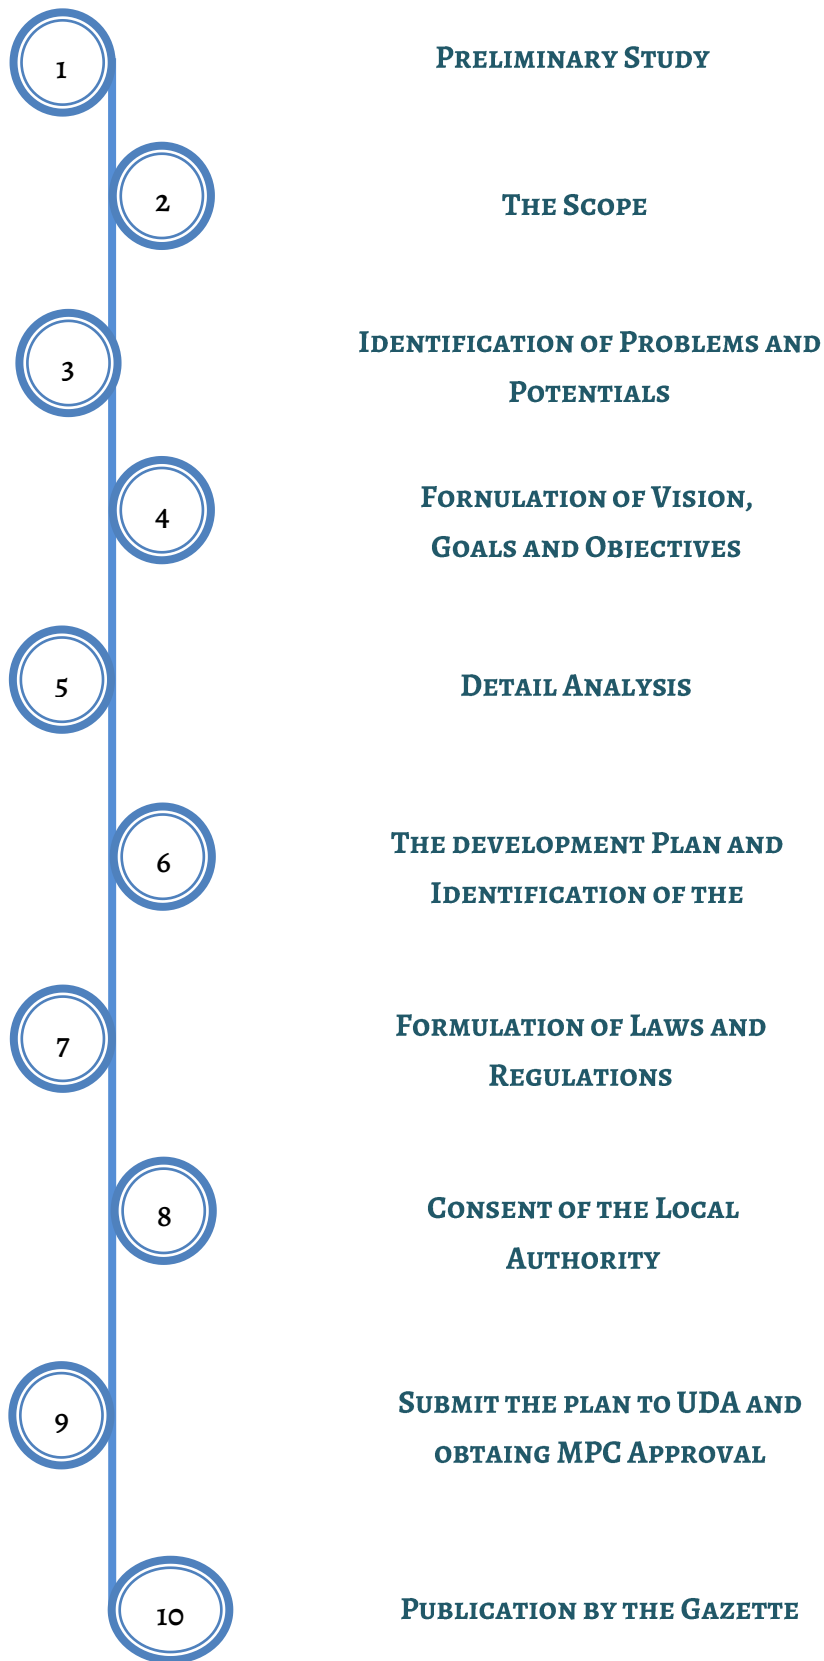 1
Preliminary Study
2
The Scope
3
Identification of Problems and
Potentials
4
Fornulation of Vision,
Goals and Objectives
5
Detail Analysis
6
The development Plan and
Identification of the
7
Formulation of Laws and
Regulations
8
Consent of the Local
Authority
9
Submit the plan to UDA and
obtaing MPC Approval
10
Publication by the Gazette